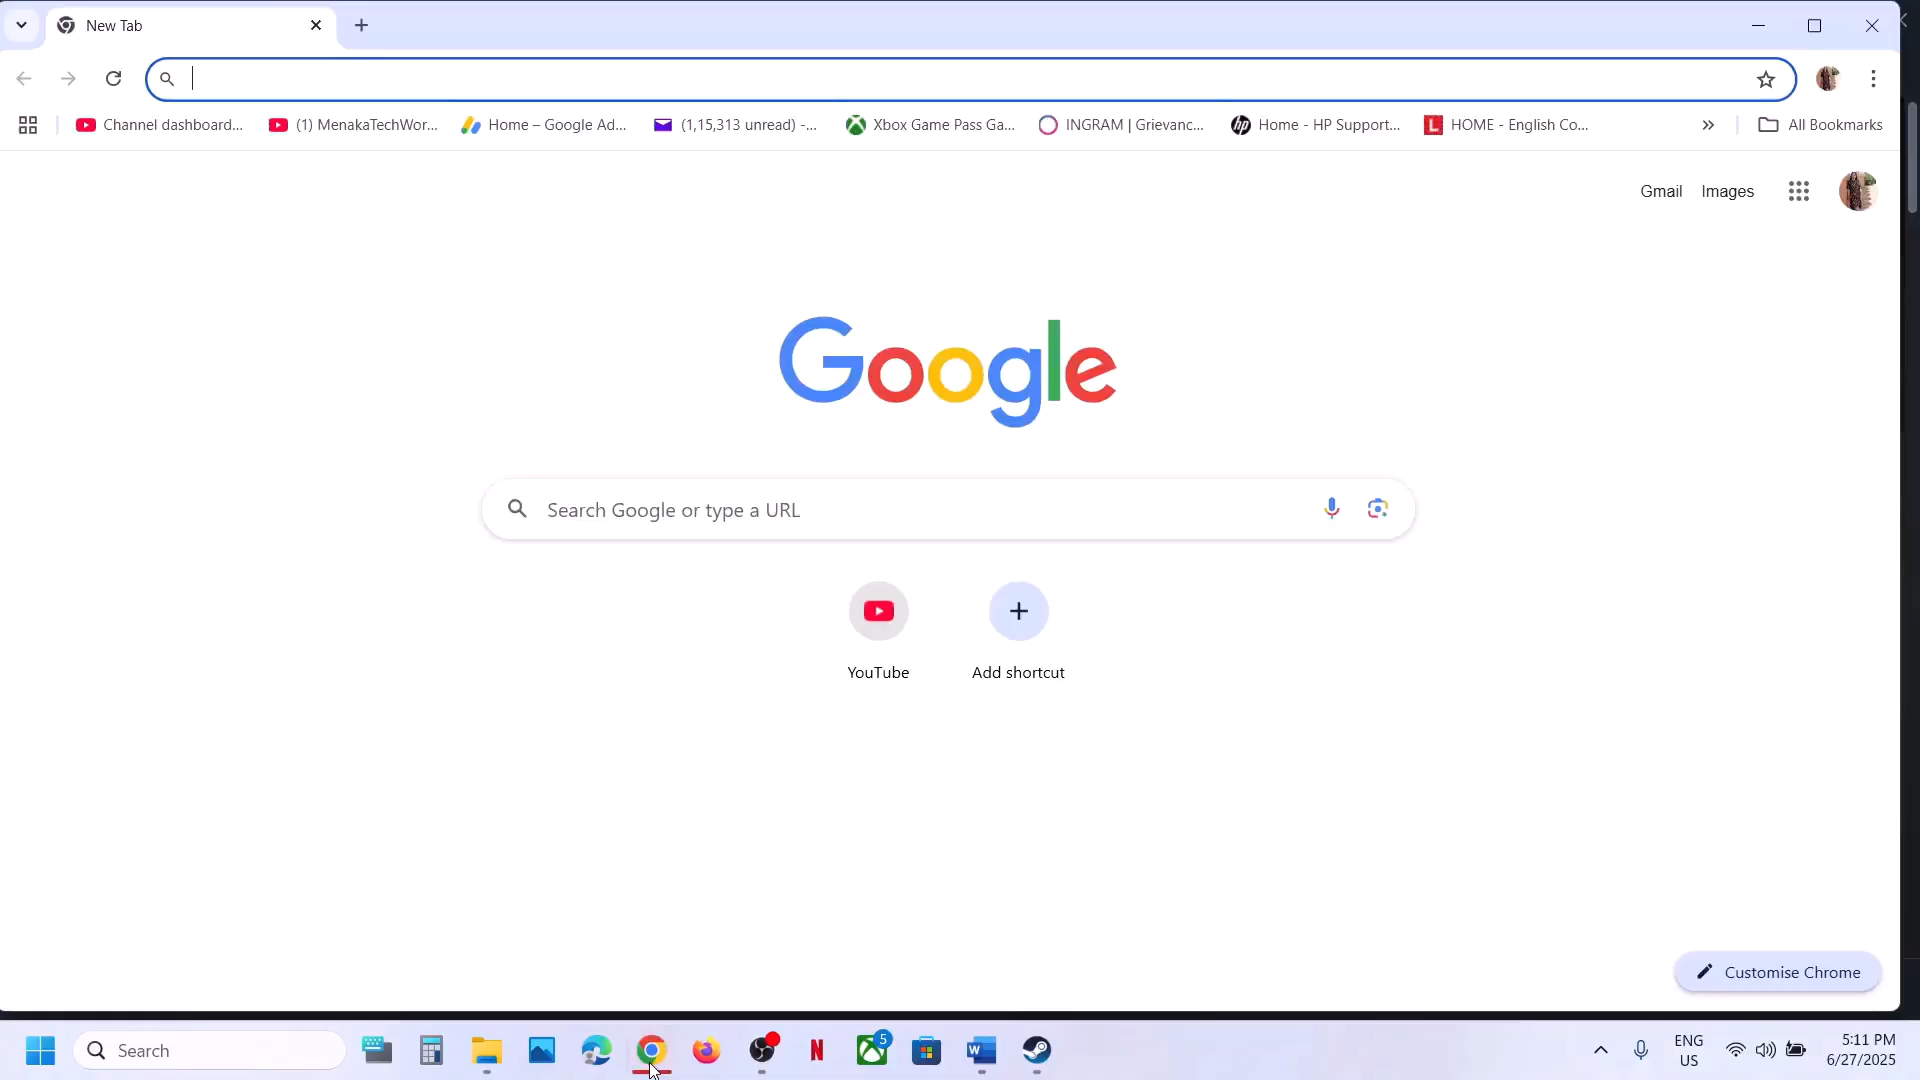 New Tab
Channel dashboard...
(1) MenakaTechWor...
Home – Google Ad...
(1,15,313 unread) -...
Xbox Game Pass Ga...
INGRAM | Grievanc...
Home - HP Support...
HOME - English Co...
All Bookmarks
Gmail
Images
Google
Search Google or type a URL
YouTube
Add shortcut
Customise Chrome
Search
5
ENG
US
5:11 PM
6/27/2025